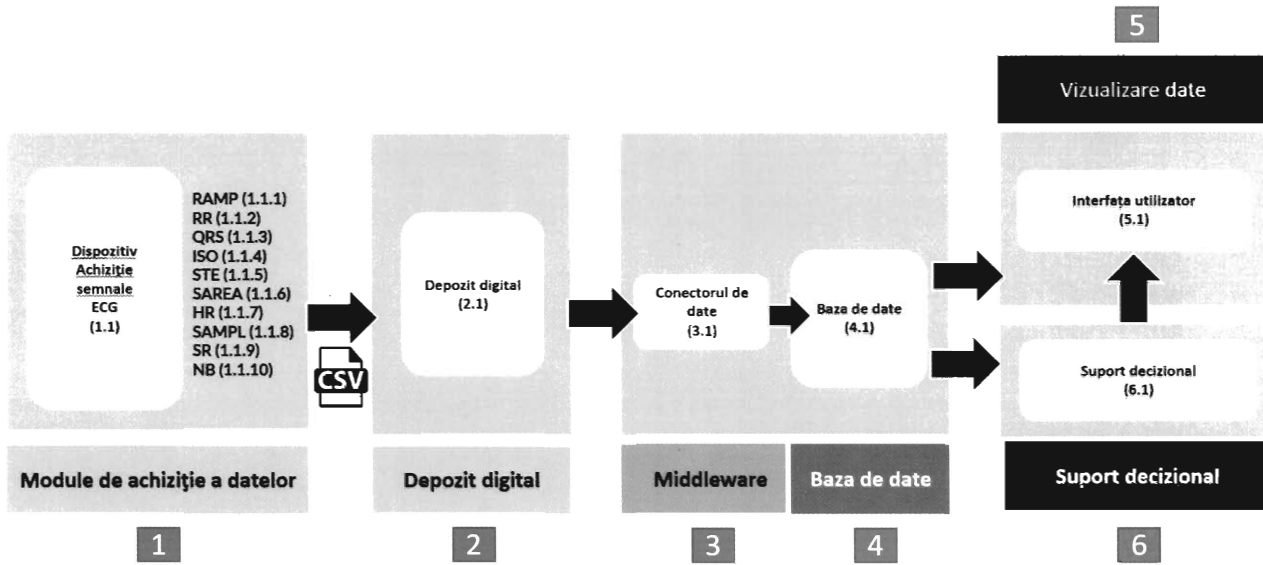 5
Vizualizare date
Dispozitiv
Achiziție
semnale
ECG
(1.1)
RAMP (1.1.1)
RR (1.1.2)
QRS (1.1.3)
ISO (1.1.4)
STE (1.1.5)
SAREA (1.1.6)
HR (1.1.7)
SAMPL (1.1.8)
SR (1.1.9)
NB (1.1.10)
CSV
Depozit digital
(2.1)
Conectorul de
date
(3.1)
Baza de date
(4.1)
Interfața utilizator
(5.1)
Suport decizional
(6.1)
Module de achiziție a datelor
Depozit digital
Middleware
Baza de date
Suport decizional
1
2
3
4
6